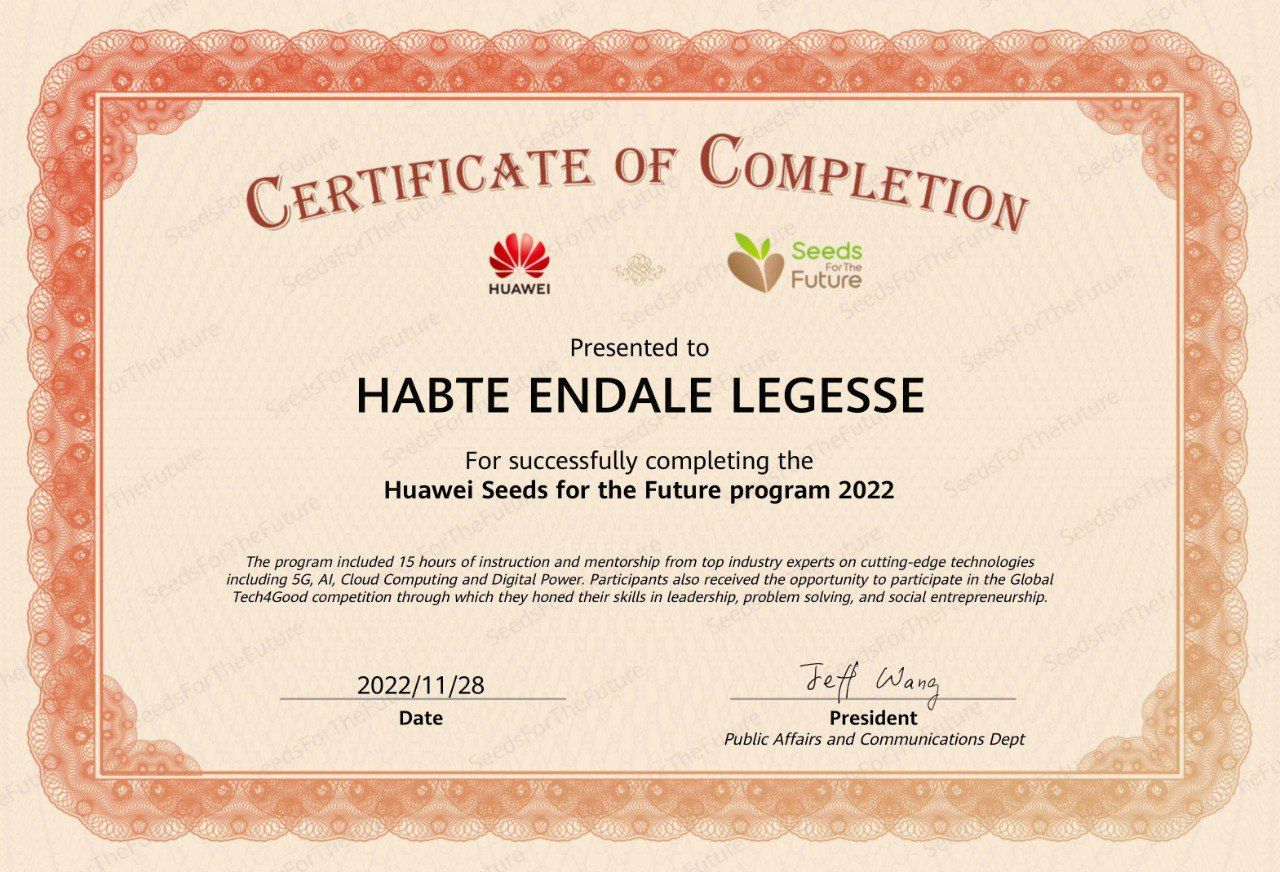 CERTIFICATE OF COMPLETION
HUAWEI
Seeds
For The
Future
Presented to
HABTE ENDALE LEGESSE
For successfully completing the
Huawei Seeds for the Future program 2022
The program included 15 hours of instruction and mentorship from top industry experts on cutting-edge technologies
including 5G, AI, Cloud Computing and Digital Power. Participants also received the opportunity to participate in the Global
Tech4Good competition through which they honed their skills in leadership, problem solving, and social entrepreneurship.
2022/11/28
Date
Jeff Wang
President
Public Affairs and Communications Dept
SeedsForTheFuture